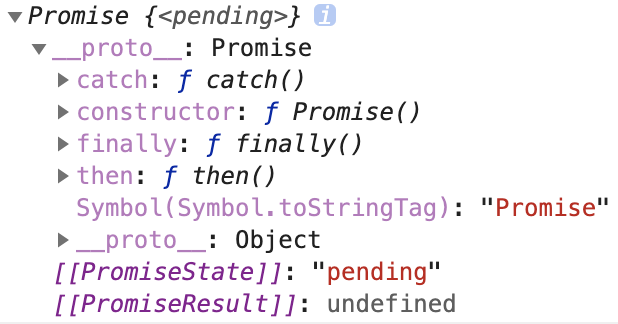 ▼Promise {<pending>} i
▼__proto__: Promise
▶catch: ƒ catch()
▶constructor: ƒ Promise()
▶finally: ƒ finally()
▶then: ƒ then()
Symbol(Symbol.toStringTag): "Promise"
▶__proto__: Object
[[PromiseState]]: "pending"
[[PromiseResult]]: undefined